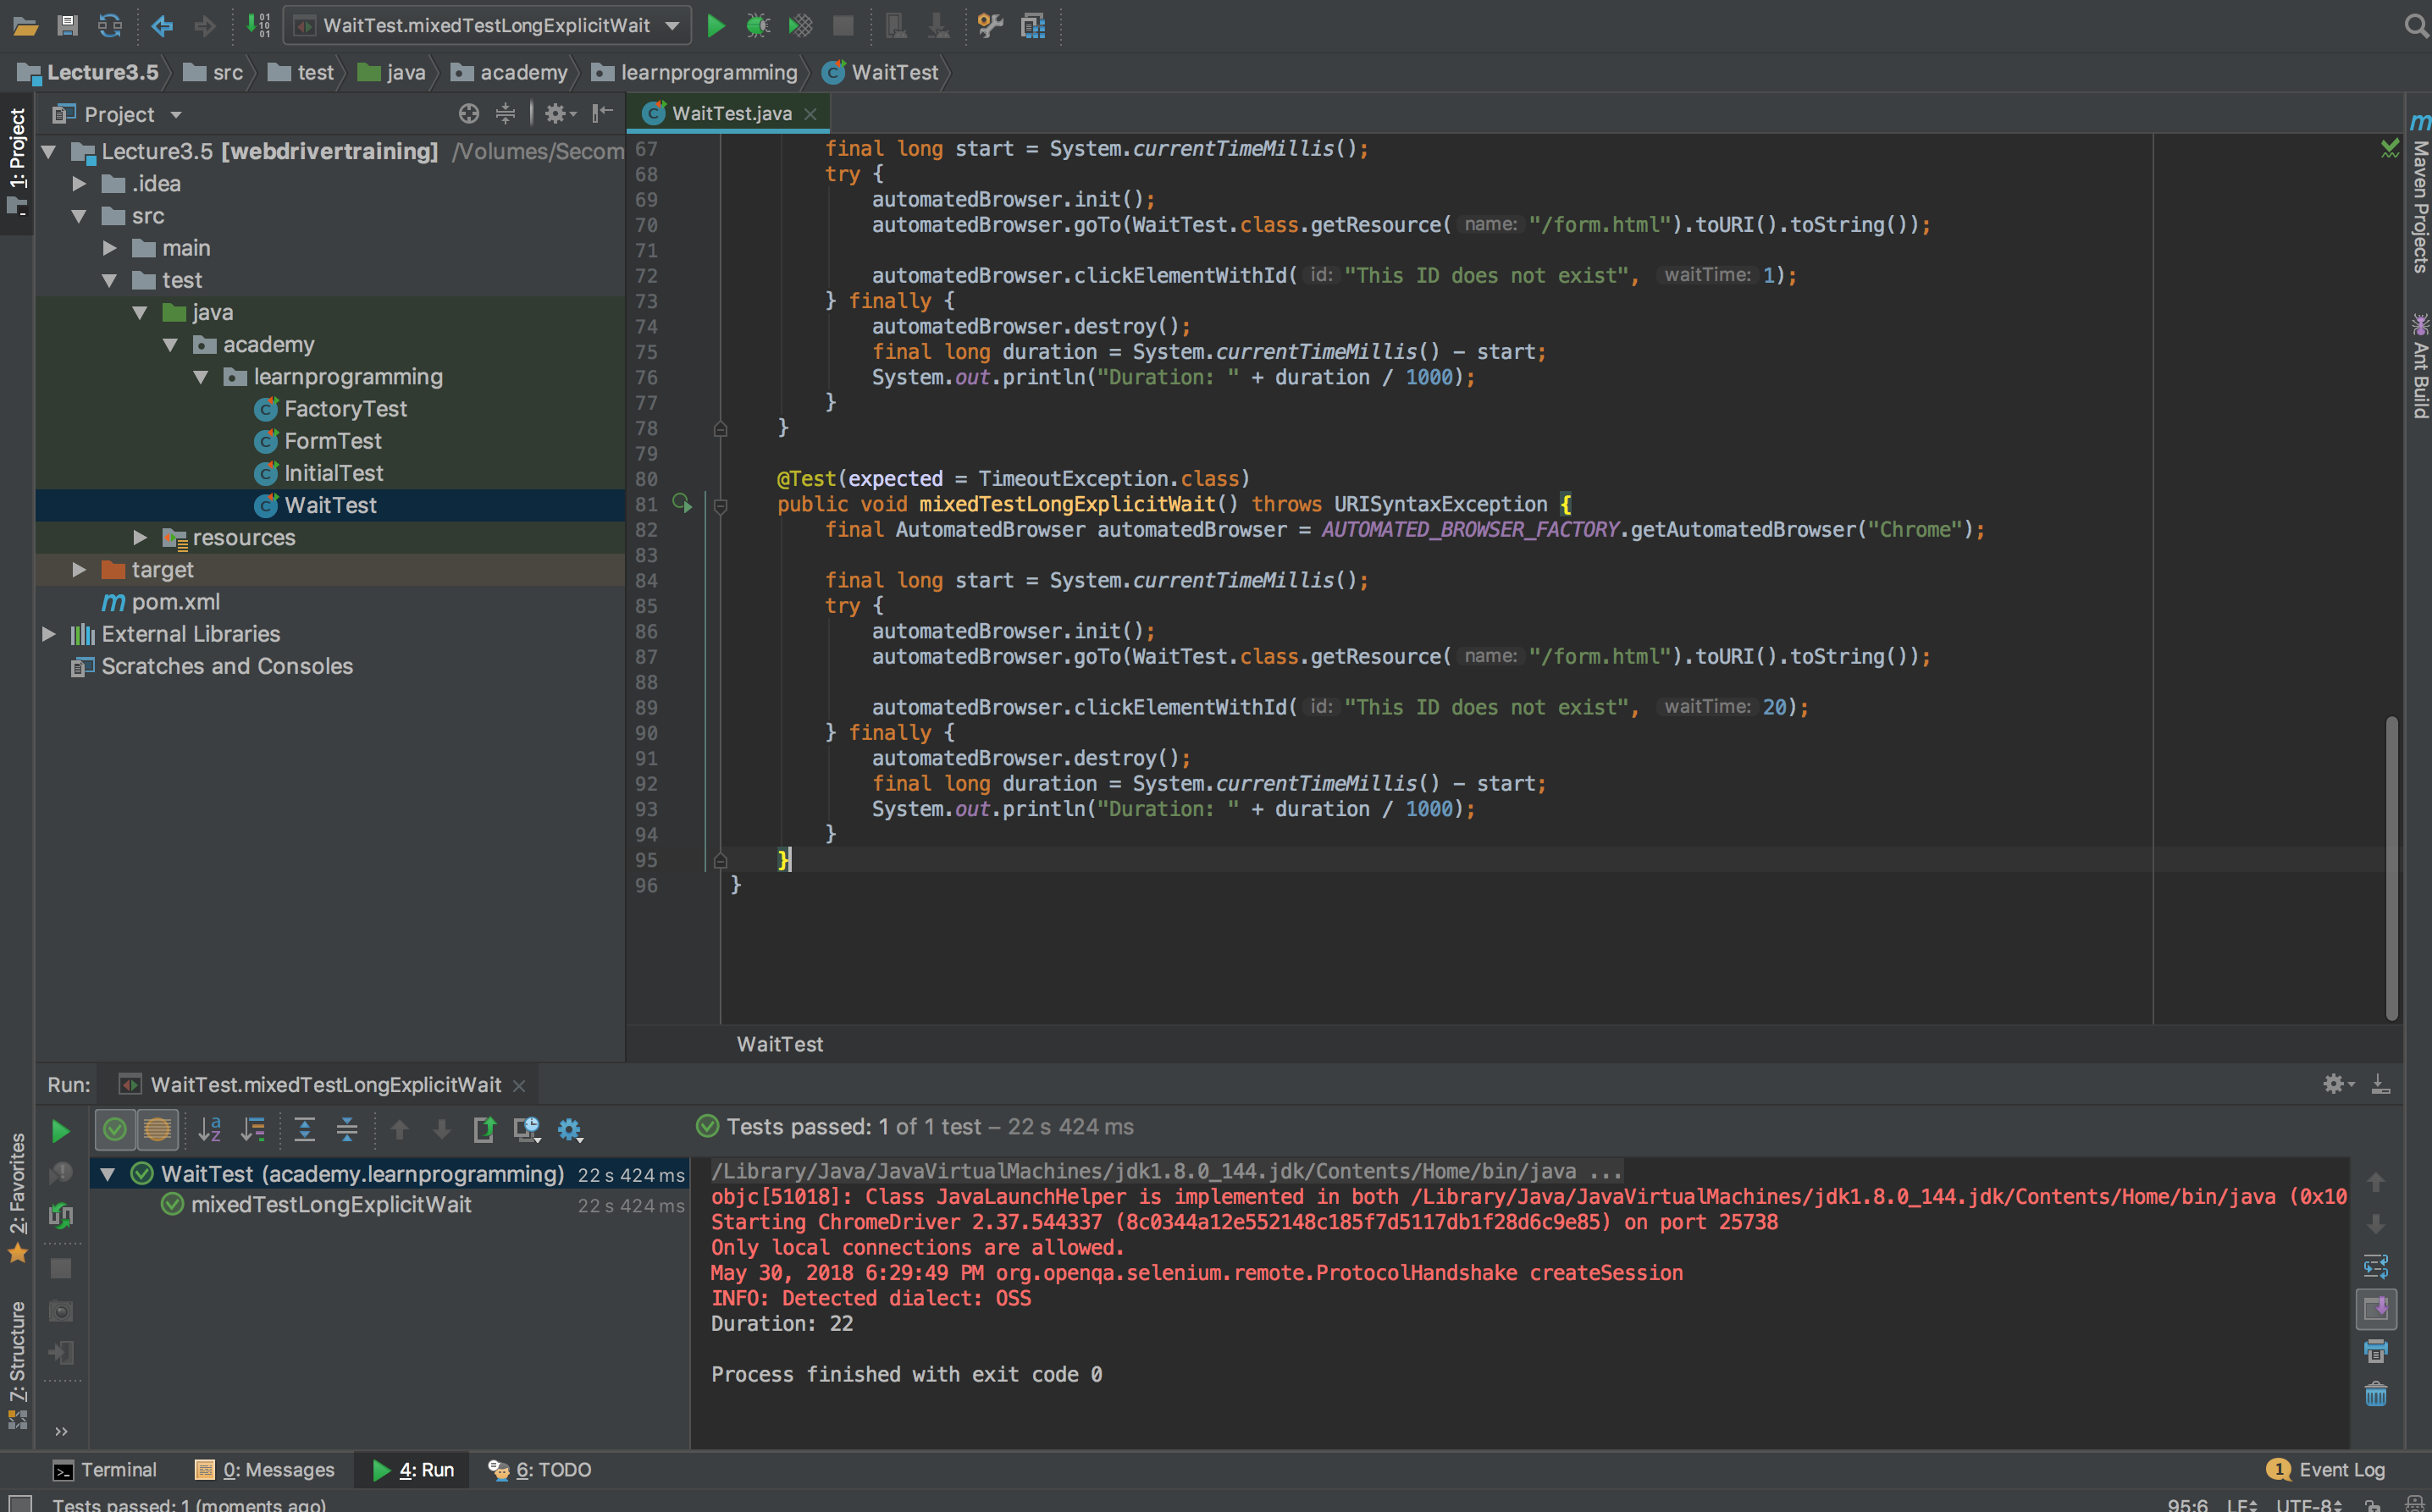 WaitTest.mixedTestLongExplicitWait
Lecture3.5 src test java academy learnprogramming WaitTest
1: Project
Project
WaitTest.java
Lecture3.5 [webdrivertraining] /Volumes/Secom
.idea
src
main
test
java
academy
learnprogramming
FactoryTest
FormTest
InitialTest
WaitTest
resources
target
pom.xml
External Libraries
Scratches and Consoles
67 final long start = System.currentTimeMillis();
68 try {
69 automatedBrowser.init();
70 automatedBrowser.goTo(WaitTest.class.getResource( name: "/form.html").toURI().toString());
71
72 automatedBrowser.clickElementWithId( id: "This ID does not exist", waitTime: 1);
73 } finally {
74 automatedBrowser.destroy();
75 final long duration = System.currentTimeMillis() - start;
76 System.out.println("Duration: " + duration / 1000);
77 }
78 }
79
80 @Test(expected = TimeoutException.class)
81 public void mixedTestLongExplicitWait() throws URISyntaxException {
82 final AutomatedBrowser automatedBrowser = AUTOMATED_BROWSER_FACTORY.getAutomatedBrowser("Chrome");
83
84 final long start = System.currentTimeMillis();
85 try {
86 automatedBrowser.init();
87 automatedBrowser.goTo(WaitTest.class.getResource( name: "/form.html").toURI().toString());
88
89 automatedBrowser.clickElementWithId( id: "This ID does not exist", waitTime: 20);
90 } finally {
91 automatedBrowser.destroy();
92 final long duration = System.currentTimeMillis() - start;
93 System.out.println("Duration: " + duration / 1000);
94 }
95 }
96 }
WaitTest
Maven Projects
Ant Build
Run: WaitTest.mixedTestLongExplicitWait
Tests passed: 1 of 1 test – 22 s 424 ms
WaitTest (academy.learnprogramming) 22 s 424 ms
mixedTestLongExplicitWait 22 s 424 ms
/Library/Java/JavaVirtualMachines/jdk1.8.0_144.jdk/Contents/Home/bin/java ...
objc[51018]: Class JavaLaunchHelper is implemented in both /Library/Java/JavaVirtualMachines/jdk1.8.0_144.jdk/Contents/Home/bin/java (0x10
Starting ChromeDriver 2.37.544337 (8c0344a12e552148c185f7d5117db1f28d6c9e85) on port 25738
Only local connections are allowed.
May 30, 2018 6:29:49 PM org.openqa.selenium.remote.ProtocolHandshake createSession
INFO: Detected dialect: OSS
Duration: 22
Process finished with exit code 0
2: Favorites
7: Structure
Terminal 0: Messages 4: Run 6: TODO 1 Event Log
Tests passed: 1 (moments ago) 95:6 LF UTF-8